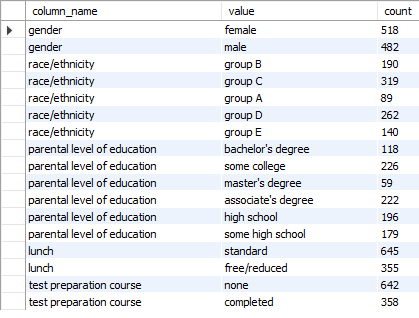 column_name value count
gender female 518
gender male 482
race/ethnicity group B 190
race/ethnicity group C 319
race/ethnicity group A 89
race/ethnicity group D 262
race/ethnicity group E 140
parental level of education bachelor's degree 118
parental level of education some college 226
parental level of education master's degree 59
parental level of education associate's degree 222
parental level of education high school 196
parental level of education some high school 179
lunch standard 645
lunch free/reduced 355
test preparation course none 642
test preparation course completed 358